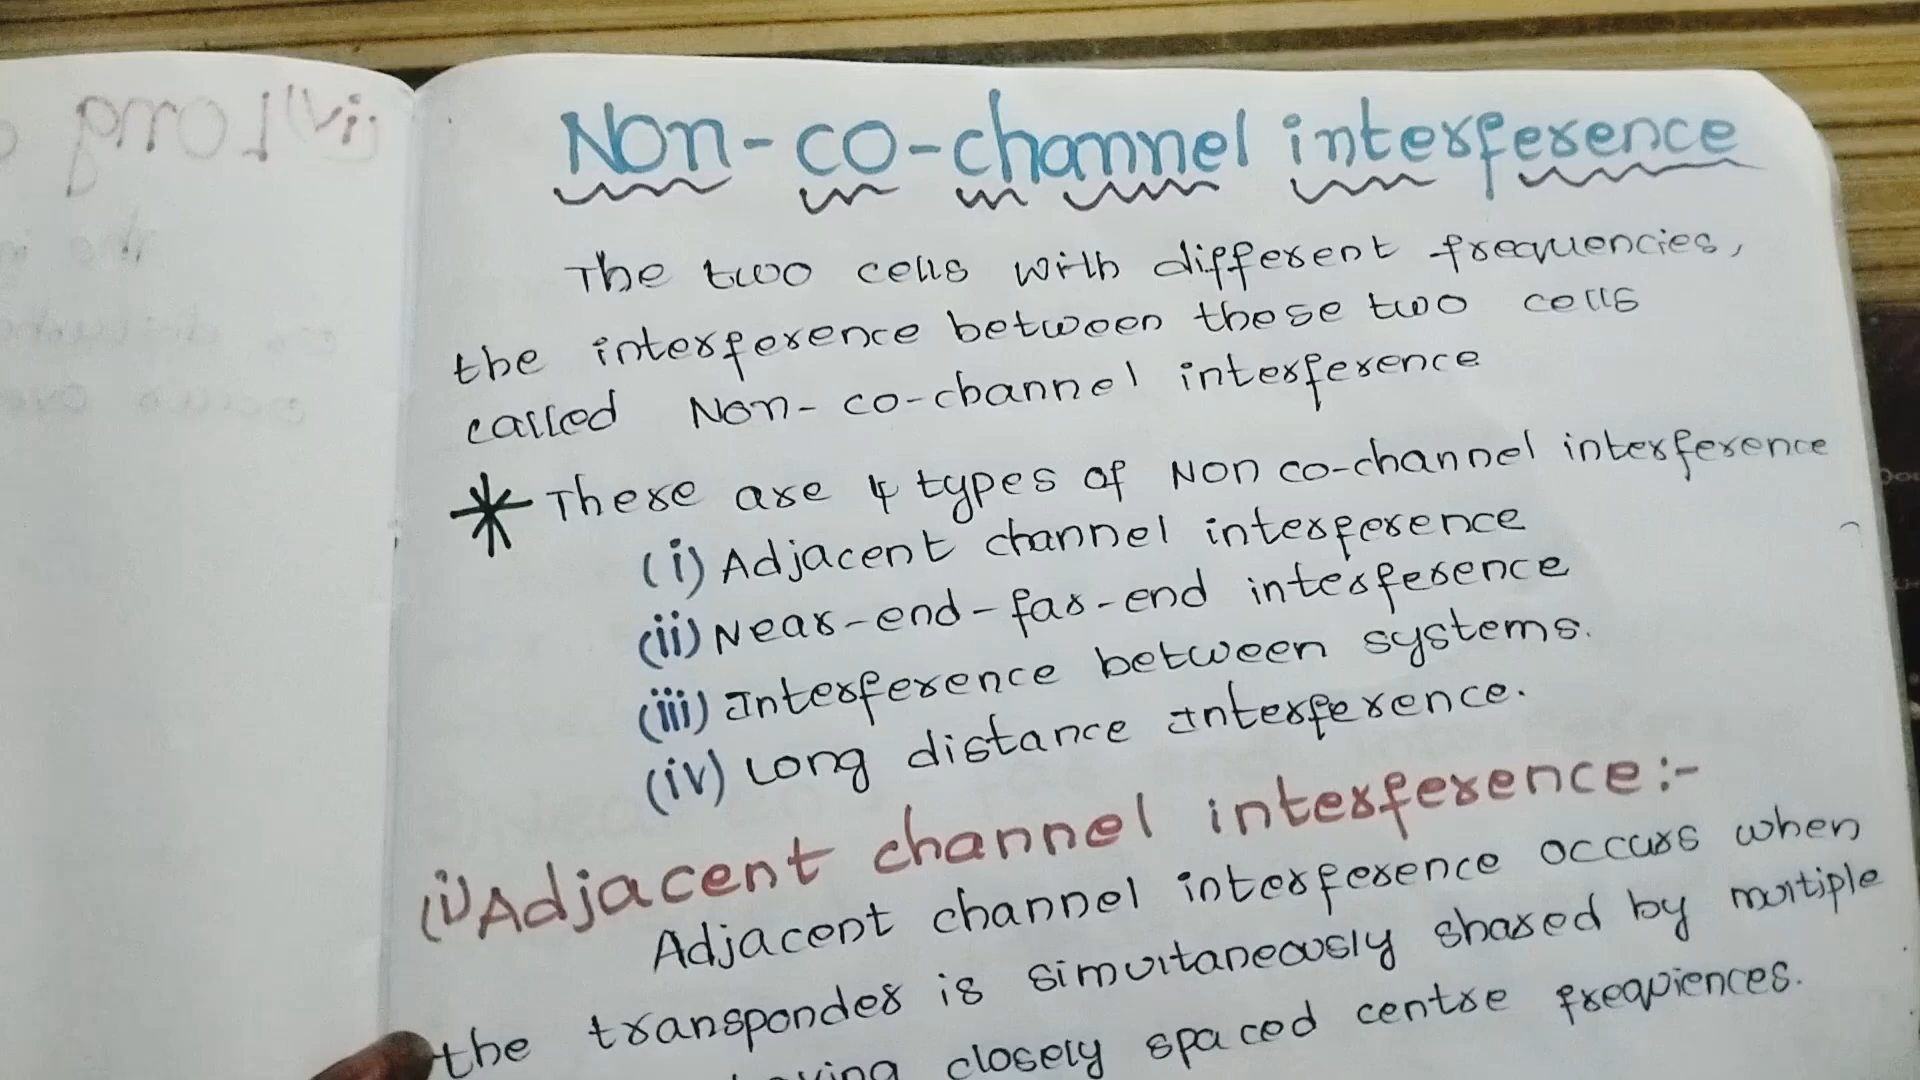 Non-co-channel interference
The two cells with different frequencies,
the interference between these two cells
called Non-co-channel interference
There are 4 types of Non co-channel interference
(i) Adjacent channel interference
(ii) Near-end-far-end interference
(iii) Interference between systems.
(iv) Long distance Interference.
(i) Adjacent channel interference:-
Adjacent channel interference occurs when
the transponder is simultaneously shared by multiple
closely spaced centre freqviences.